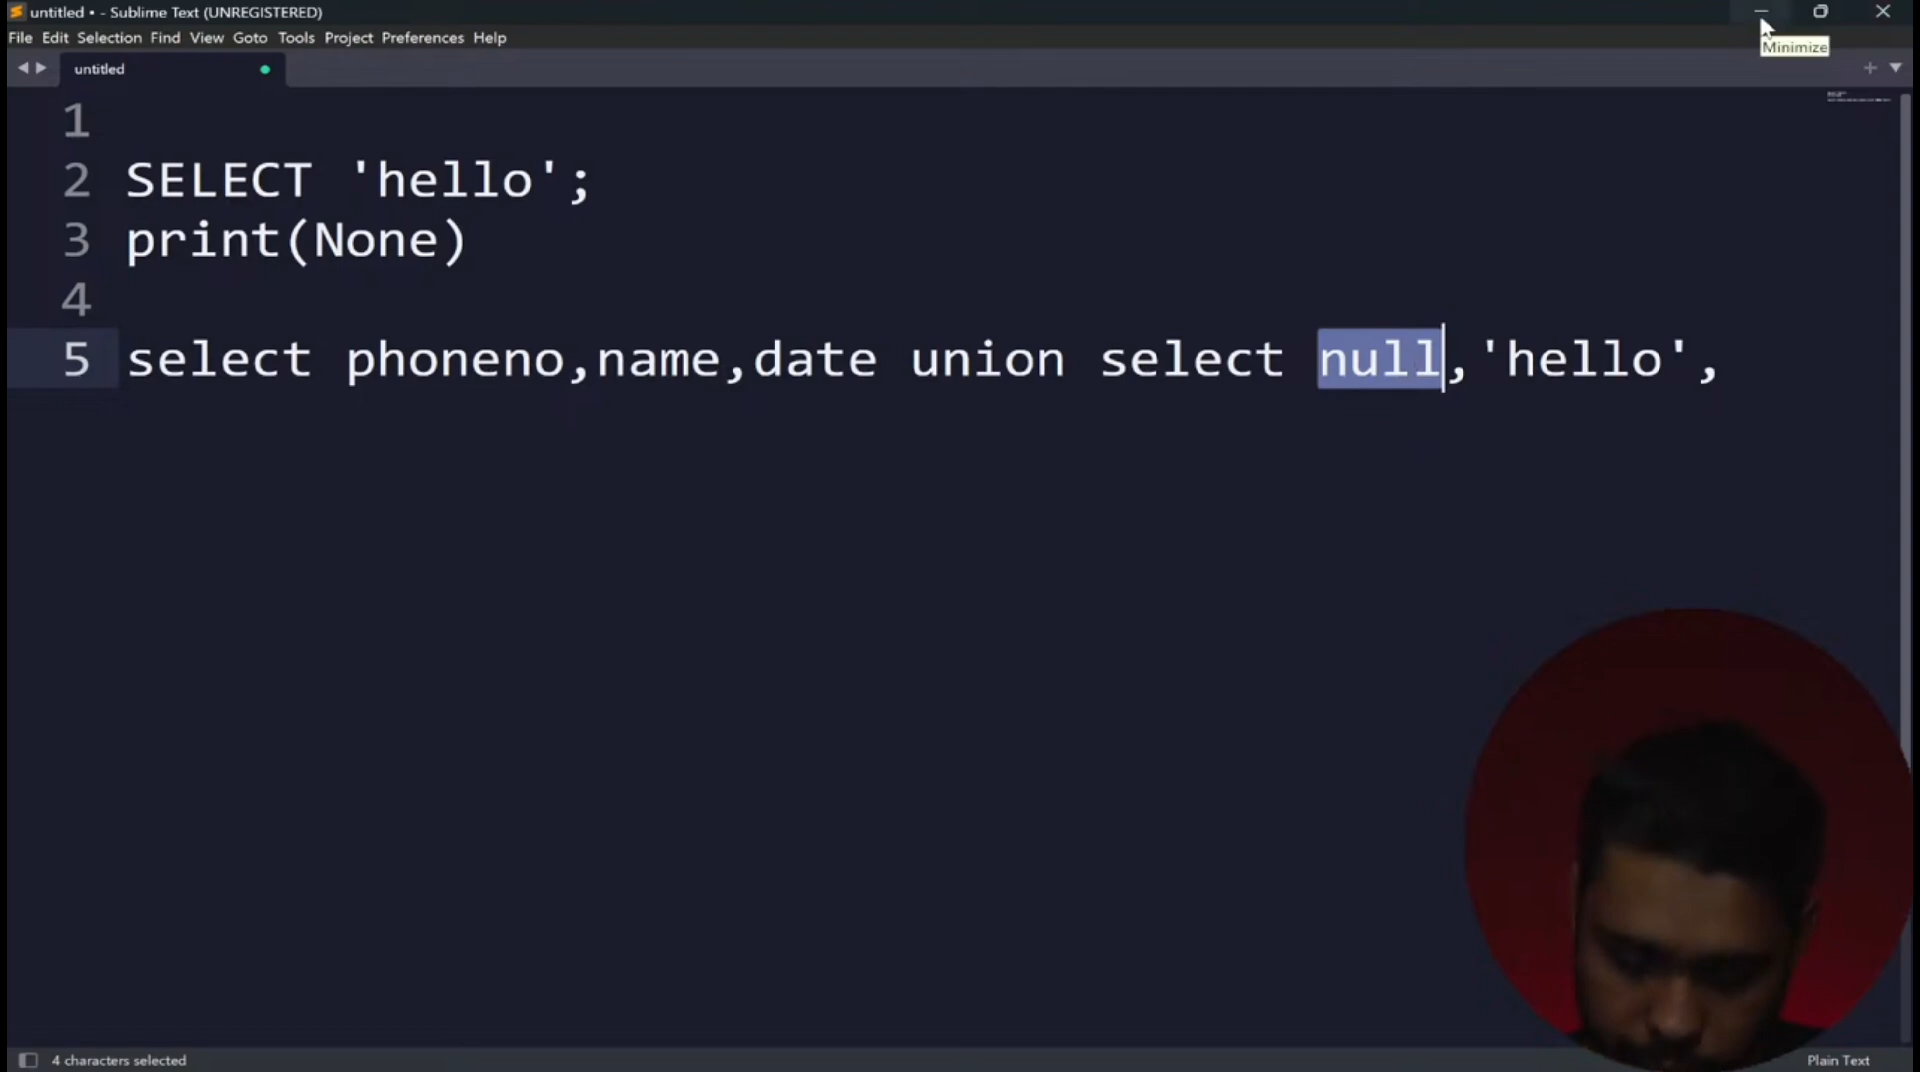 untitled • - Sublime Text (UNREGISTERED)
File Edit Selection Find View Goto Tools Project Preferences Help
Minimize
untitled
1
2 SELECT 'hello';
3 print(None)
4
5 select phoneno,name,date union select null,'hello',
4 characters selected
Plain Text